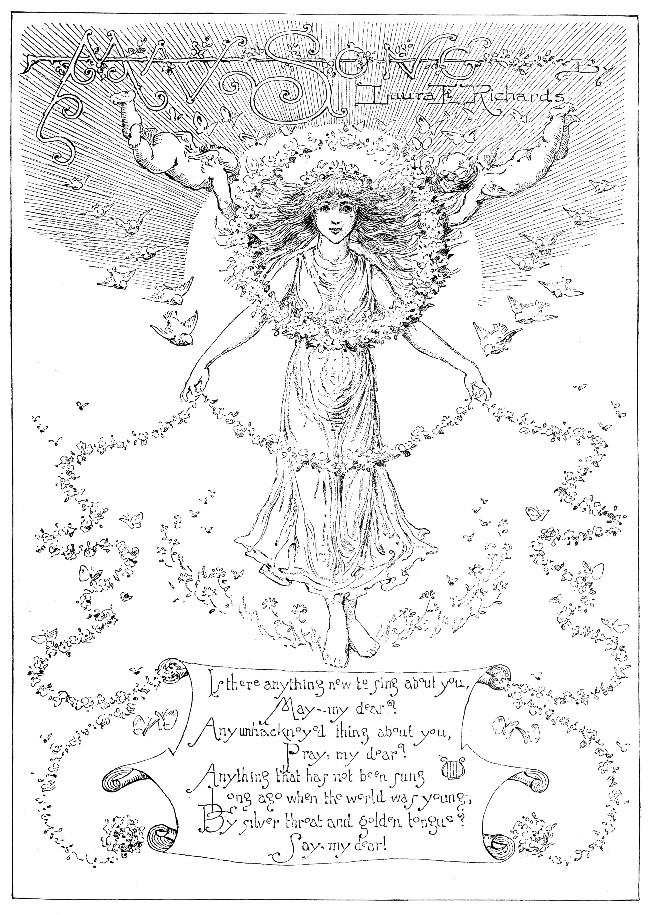 May Song By
Laura E. Richards
Is there anything new to sing about you,
May--my dear?
Any unhackneyed thing about you,
Pray, my dear?
Anything that has not been sung
ong ago when the world was young,
By silver throat and golden tongue?
Say, my dear!